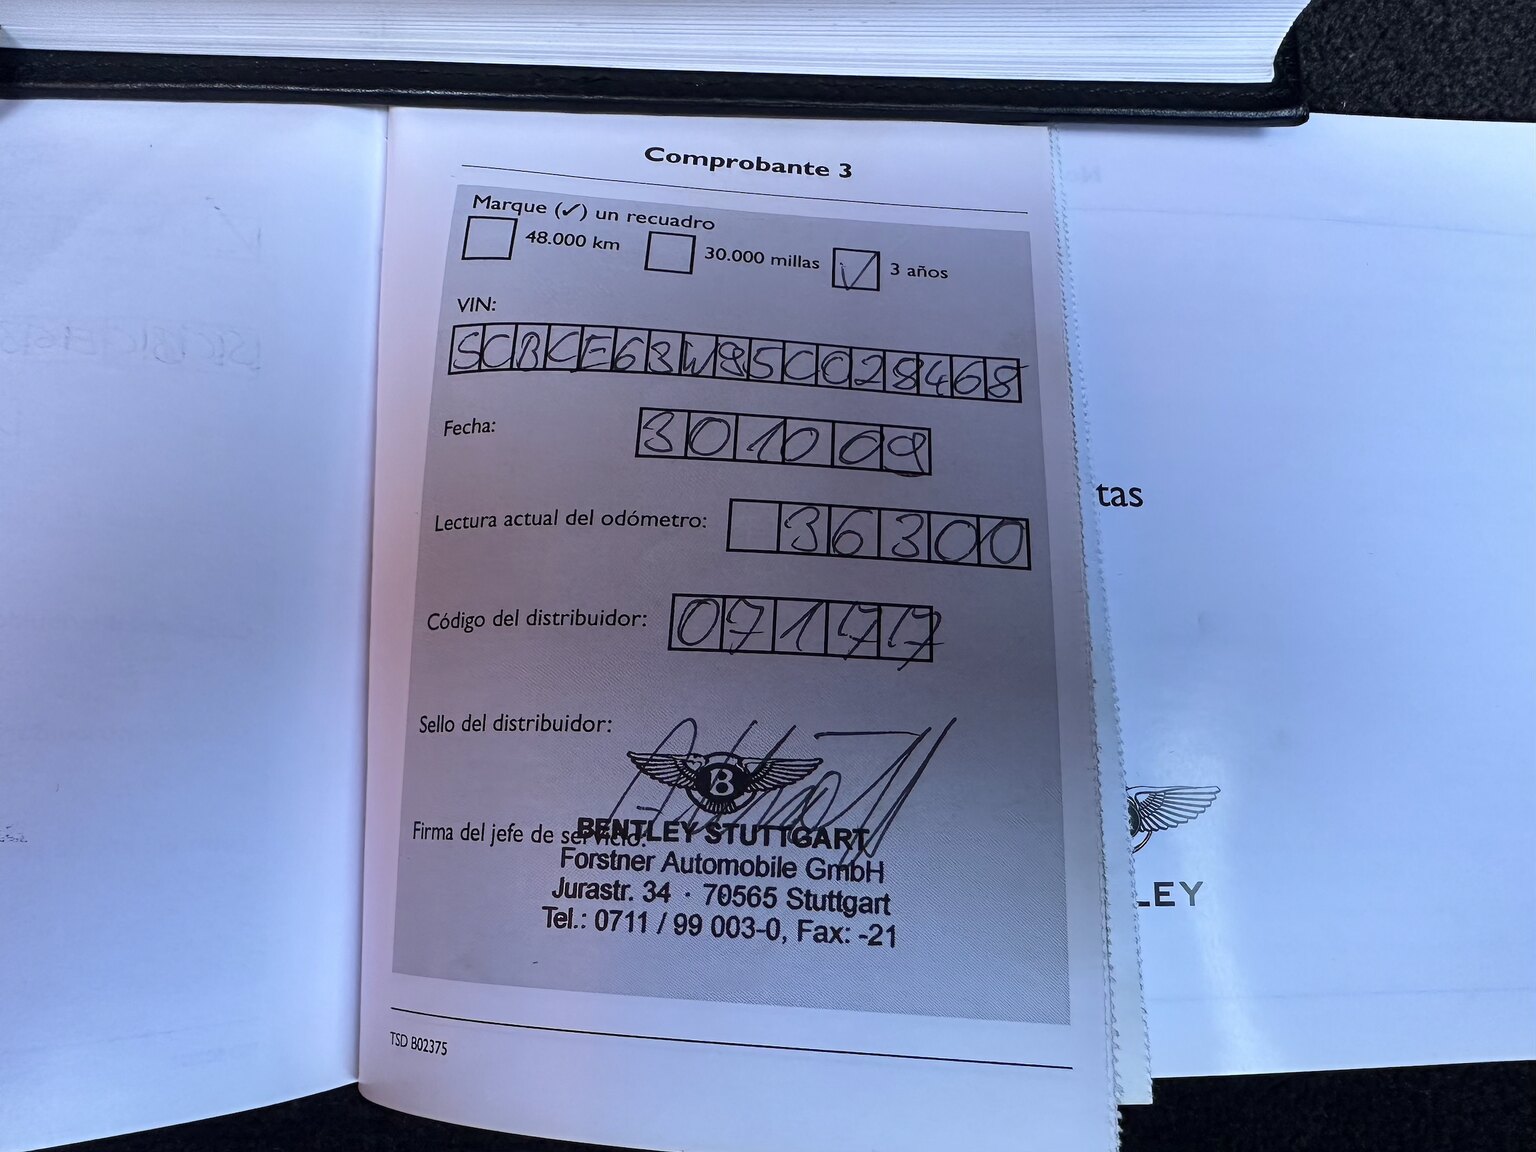 Comprobante 3
Marque (✓) un recuadro
48.000 km 30.000 millas ✓ 3 años
VIN:
SCBCE63W85C028468
Fecha:
301009
Lectura actual del odómetro: 36300
Código del distribuidor: 07177
Sello del distribuidor:
B
Firma del jefe de servicio:
BENTLEY STUTTGART
Forstner Automobile GmbH
Jurastr. 34 · 70565 Stuttgart
Tel.: 0711 / 99 003-0, Fax: -21
TSD B02375
tas
LEY